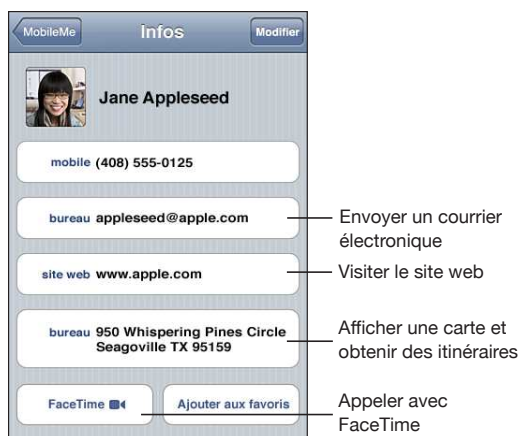 MobileMe Infos Modifier
Jane Appleseed
mobile (408) 555-0125
bureau appleseed@apple.com
Envoyer un courrier
électronique
site web www.apple.com
Visiter le site web
bureau 950 Whispering Pines Circle
Seagoville TX 95159
Afficher une carte et
obtenir des itinéraires
FaceTime
Ajouter aux favoris
Appeler avec
FaceTime